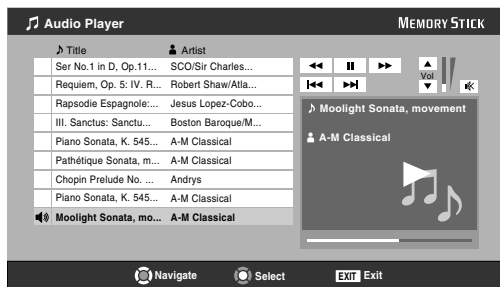 Audio Player
MEMORY STICK
Title Artist
Ser No.1 in D, Op.11... SCO/Sir Charles...
Requiem, Op. 5: IV. R... Robert Shaw/Atla...
Rapsodie Espagnole:... Jesus Lopez-Cobo...
III. Sanctus: Sanctu... Boston Baroque/M...
Piano Sonata, K. 545... A-M Classical
Pathétique Sonata, m... A-M Classical
Chopin Prelude No. ... Andrys
Piano Sonata, K. 545... A-M Classical
Moolight Sonata, mo... A-M Classical
Vol
Moolight Sonata, movement
A-M Classical
Navigate Select EXIT Exit